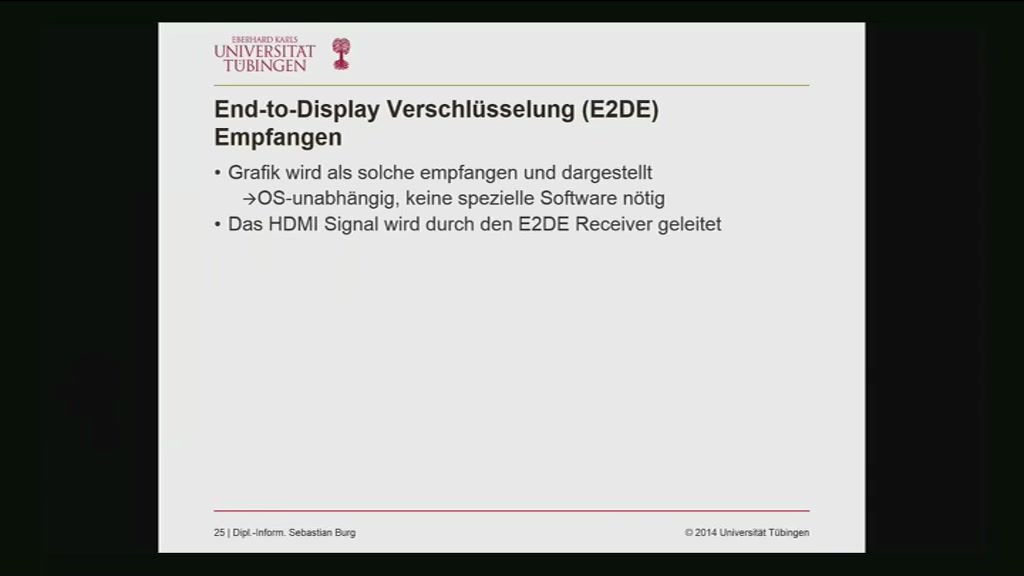 EBERHARD KARLS
UNIVERSITÄT
TÜBINGEN
End-to-Display Verschlüsselung (E2DE)
Empfangen
• Grafik wird als solche empfangen und dargestellt
→OS-unabhängig, keine spezielle Software nötig
• Das HDMI Signal wird durch den E2DE Receiver geleitet
25 | Dipl.-Inform. Sebastian Burg
© 2014 Universität Tübingen